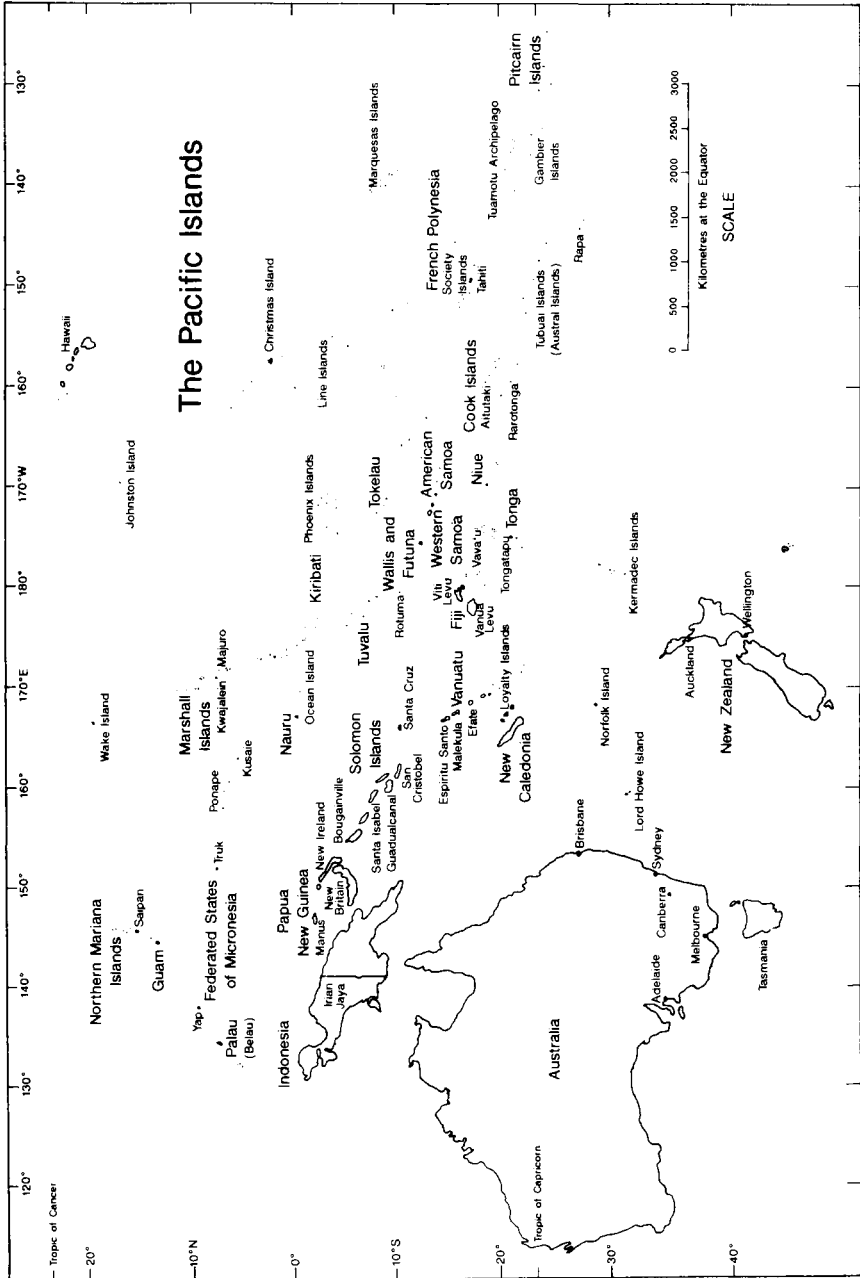 The Pacific Islands
120°
130°
140°
150°
160°
170°E
180°
170°W
160°
150°
140°
130°
Tropic of Cancer
20°
10°N
0°
10°S
20°
Tropic of Capricorn
30°
40°
Hawaii
Johnston Island
Wake Island
Northern Mariana
Islands
Saipan
Guam
Marshall
Islands
Kwajalein
Majuro
Yap
Federated States
of Micronesia
Truk
Ponape
Kusaie
Palau
(Belau)
Christmas Island
Line Islands
Kiribati
Phoenix Islands
Nauru
Ocean Island
Indonesia
Irian
Jaya
Papua
New Guinea
Manus
New Ireland
New
Britain
Bougainville
Solomon
Islands
Santa Isabel
Guadualcanal
San
Cristobel
Santa Cruz
Tuvalu
Rotuma
Tokelau
Wallis and
Futuna
Western
Samoa
American
Samoa
Marquesas Islands
French Polynesia
Society
Islands
Tahiti
Tuamotu Archipelago
Gambier
Islands
Pitcairn
Islands
Tubuai Islands
(Austral Islands)
Rapa
Cook Islands
Aitutaki
Rarotonga
Niue
Tonga
Vava'u
Tongatapu
Viti
Levu
Fiji
Vanua
Levu
Vanuatu
Espiritu Santo
Malekula
Efate
Loyalty Islands
New
Caledonia
Norfolk Island
Lord Howe Island
Kermadec Islands
Australia
Brisbane
Sydney
Canberra
Melbourne
Adelaide
Tasmania
New Zealand
Auckland
Wellington
0 500 1000 1500 2000 2500 3000
Kilometres at the Equator
SCALE